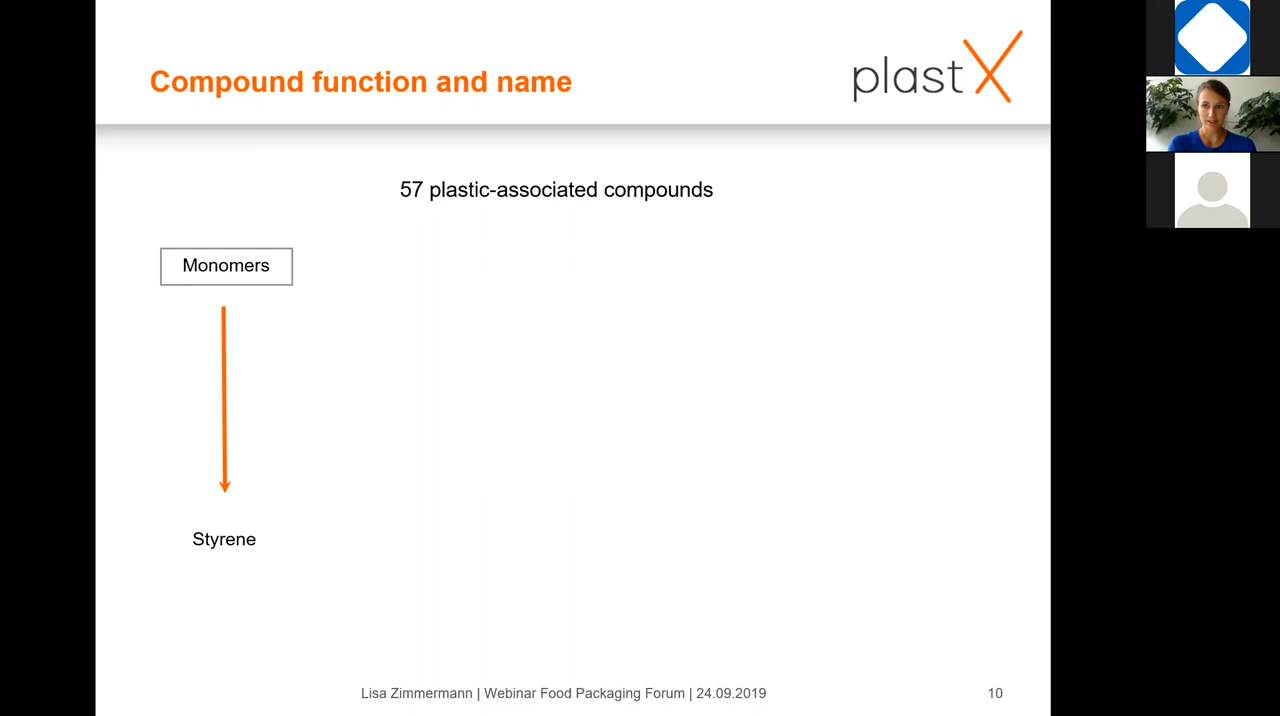 Compound function and name
plastX
57 plastic-associated compounds
Monomers
Styrene
Lisa Zimmermann | Webinar Food Packaging Forum | 24.09.2019
10